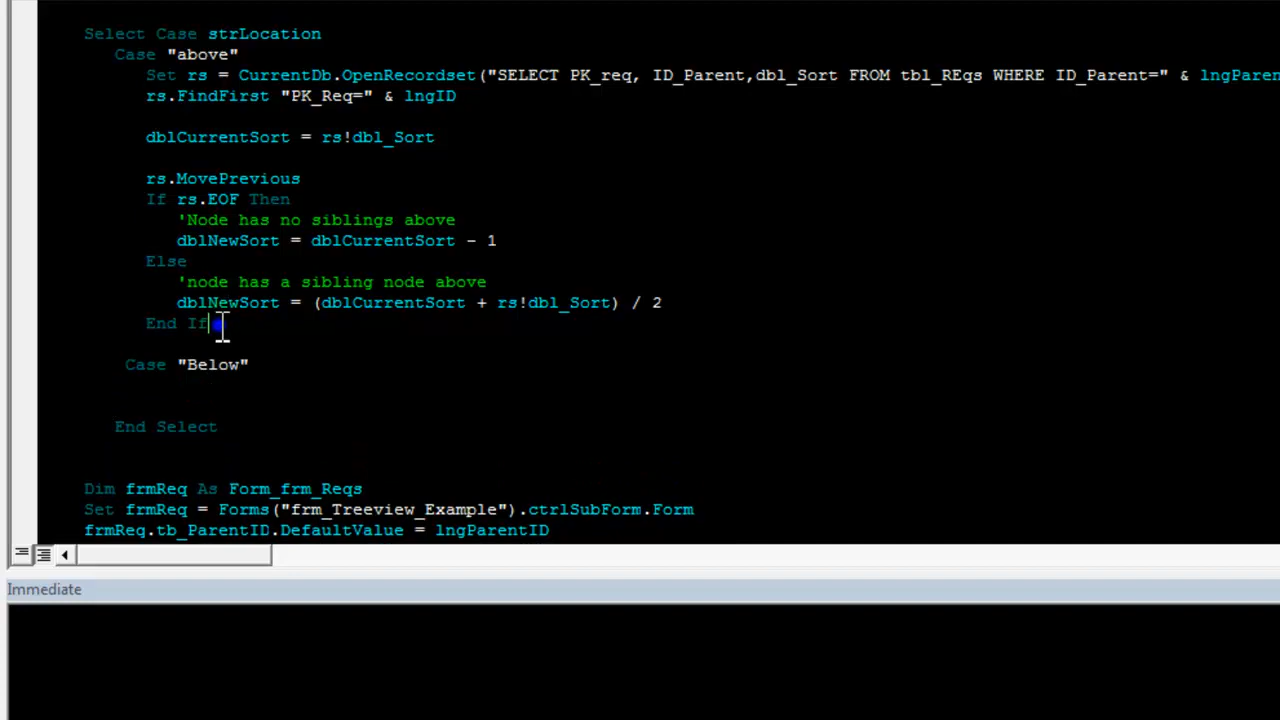 Select Case strLocation
Case "above"
Set rs = CurrentDb.OpenRecordset("SELECT PK_req, ID_Parent,dbl_Sort FROM tbl_REqs WHERE ID_Parent=" & lngParen
rs.FindFirst "PK_Req=" & lngID
dblCurrentSort = rs!dbl_Sort
rs.MovePrevious
If rs.EOF Then
'Node has no siblings above
dblNewSort = dblCurrentSort - 1
Else
'node has a sibling node above
dblNewSort = (dblCurrentSort + rs!dbl_Sort) / 2
End If
Case "Below"
End Select
Dim frmReq As Form_frm_Reqs
Set frmReq = Forms("frm_Treeview_Example").ctrlSubForm.Form
frmReq.tb_ParentID.DefaultValue = lngParentID
Immediate